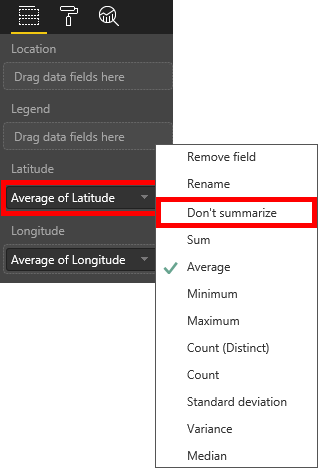 Location
Drag data fields here
Legend
Drag data fields here
Latitude
Average of Latitude
Longitude
Average of Longitude
Remove field
Rename
Don't summarize
Sum
Average
Minimum
Maximum
Count (Distinct)
Count
Standard deviation
Variance
Median